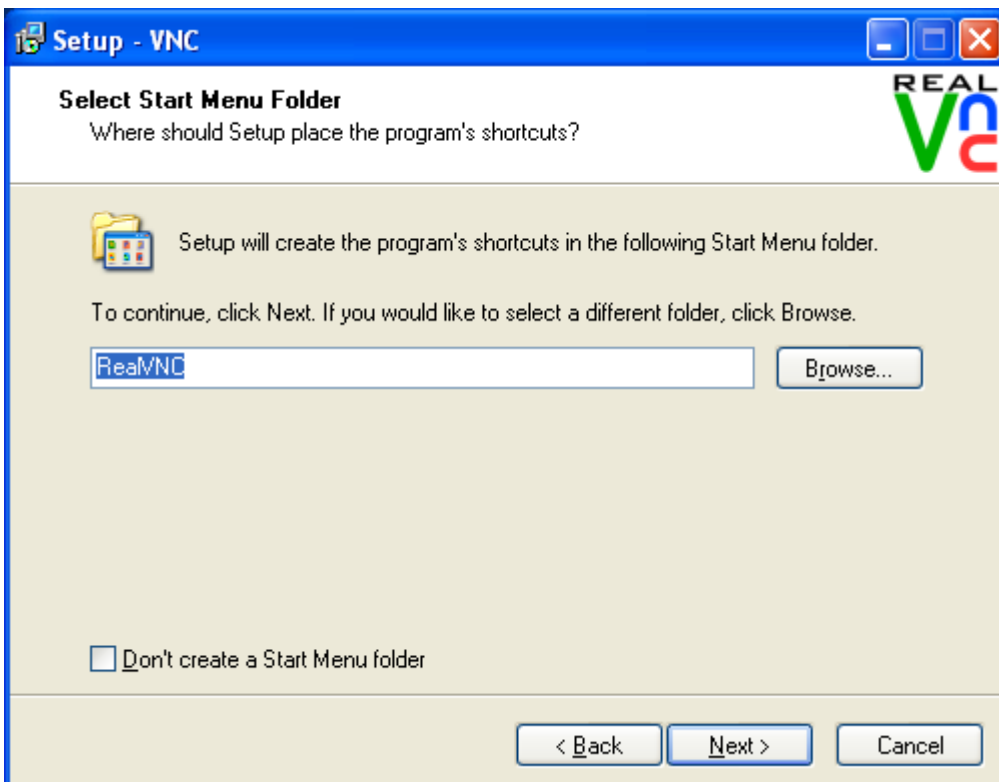 Setup - VNC
REAL
Vnc
Select Start Menu Folder
Where should Setup place the program's shortcuts?
Setup will create the program's shortcuts in the following Start Menu folder.
To continue, click Next. If you would like to select a different folder, click Browse.
RealVNC
Browse...
Don't create a Start Menu folder
< Back
Next >
Cancel